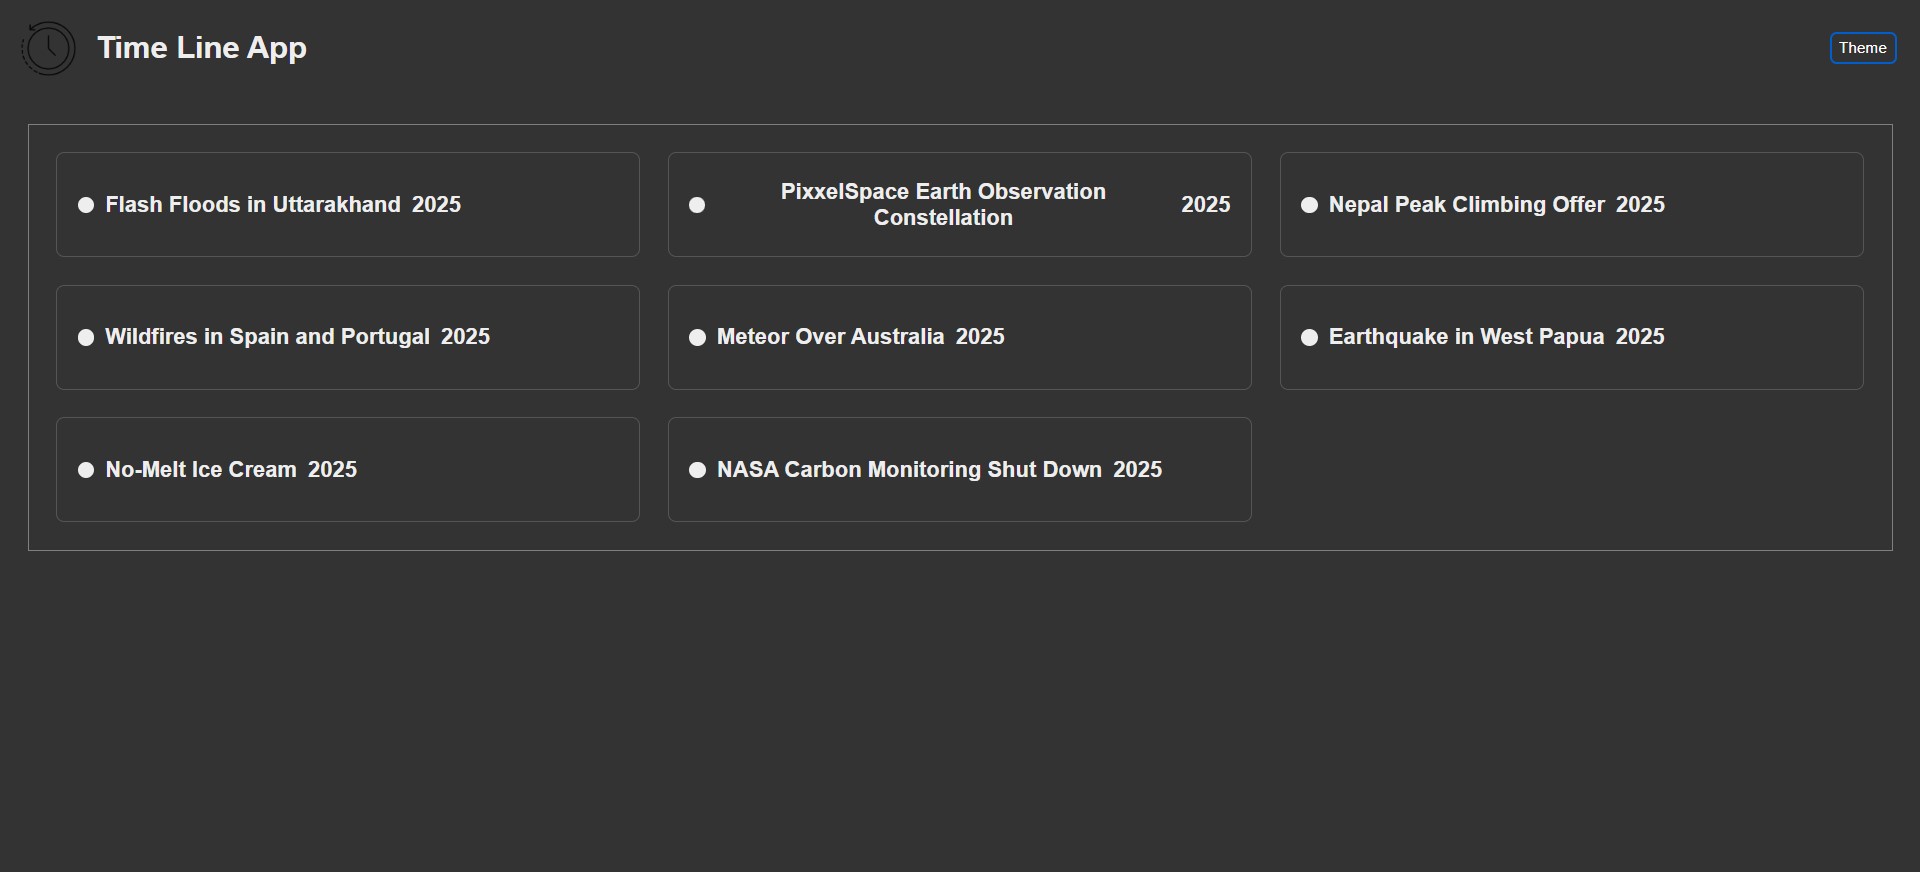 Time Line App
Theme
Flash Floods in Uttarakhand 2025
PixxelSpace Earth Observation
Constellation
2025
Nepal Peak Climbing Offer 2025
Wildfires in Spain and Portugal 2025
Meteor Over Australia 2025
Earthquake in West Papua 2025
No-Melt Ice Cream 2025
NASA Carbon Monitoring Shut Down 2025